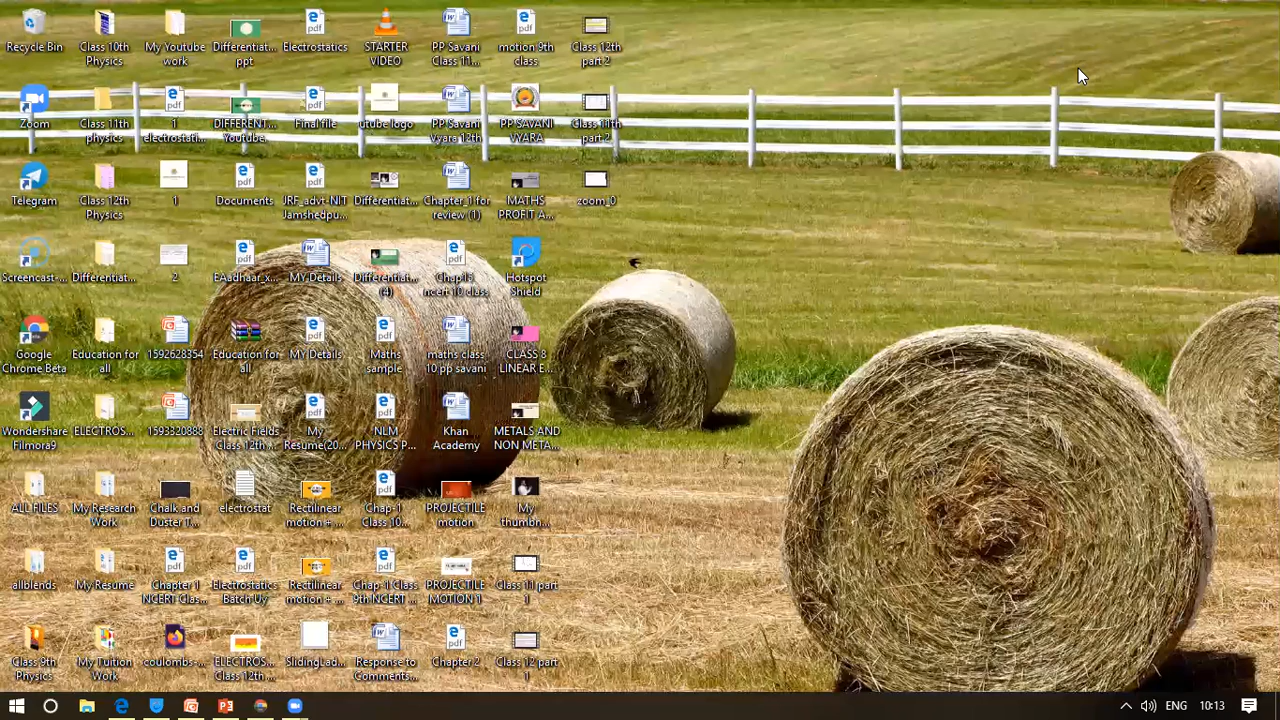 Recycle Bin
Class 10th
Physics
My Youtube
work
Differentiat...
ppt
Electrostatics
STARTER
VIDEO
PP Savani
Class 11...
motion 9th
class
Class 12th
part 2
Zoom
Class 11th
physics
1
electrostati...
DIFFERENT...
Youtube
Final file
utube logo
PP Savani
Vyara 12th
PP SAVANI
VYARA
Class 11th
part 2
Telegram
Class 12th
Physics
1
Documents
JRF_advt-NIT
Jamshedpu...
Differentiat...
Chapter_1 for
review (1)
MATHS
PROFIT A...
zoom_0
Screencast-...
Differentiat...
2
EAadhaar_x...
MY Details
Differentiat...
(4)
Chap15
ncert 10 class
Hotspot
Shield
Google
Chrome Beta
Education for
all
1592628354
Education for
all
MY Details
Maths
sample
maths class
10 pp savani
CLASS 8
LINEAR E...
Wondershare
Filmora9
ELECTROS...
1593320888
Electric Fields
Class 12th...
My
Resume(20...
NLM
PHYSICS P...
Khan
Academy
METALS AND
NON META...
ALL FILES
My Research
Work
Chalk and
Duster T...
electrostat
Rectilinear
motion + ...
Chap-1
Class 10...
PROJECTILE
motion
My
thumbn...
allblends
My Resume
Chapter 1
NCERT Clas...
Electrostatics
Batch Uy
Rectilinear
motion + ...
Chap-1 Class
9th NCERT ...
PROJECTILE
MOTION 1
Class 11 part
1
Class 9th
Physics
My Tuition
Work
coulombs-...
ELECTROS...
Class 12th ...
SlidingLad...
Response to
Comments...
Chapter 2
Class 12 part
1
ENG
10:13